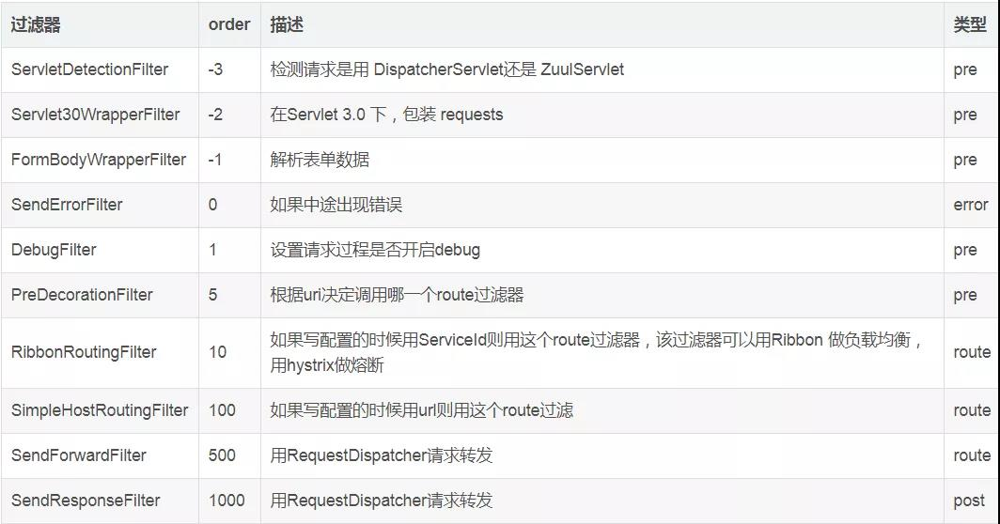 过滤器 order 描述 类型
ServletDetectionFilter -3 检测请求是用 DispatcherServlet还是 ZuulServlet pre
Servlet30WrapperFilter -2 在Servlet 3.0 下，包装 requests pre
FormBodyWrapperFilter -1 解析表单数据 pre
SendErrorFilter 0 如果中途出现错误 error
DebugFilter 1 设置请求过程是否开启debug pre
PreDecorationFilter 5 根据uri决定调用哪一个route过滤器 pre
RibbonRoutingFilter 10 如果写配置的时候用ServiceId则用这个route过滤器，该过滤器可以用Ribbon 做负载均衡， route
用hystrix做熔断
SimpleHostRoutingFilter 100 如果写配置的时候用url则用这个route过滤 route
SendForwardFilter 500 用RequestDispatcher请求转发 route
SendResponseFilter 1000 用RequestDispatcher请求转发 post